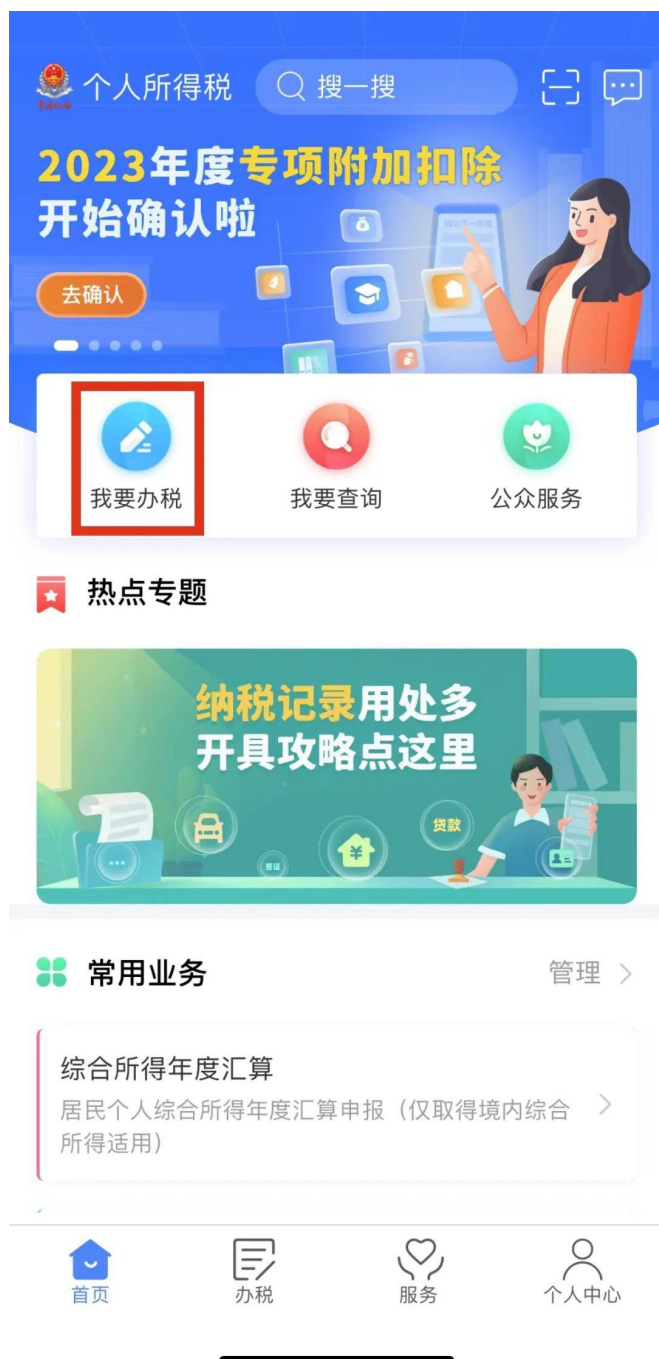 个人所得税
搜一搜
2023年度专项附加扣除
开始确认啦
去确认
我要办税
我要查询
公众服务
热点专题
纳税记录用处多
开具攻略点这里
贷款
签证
常用业务
管理
综合所得年度汇算
居民个人综合所得年度汇算申报（仅取得境内综合
所得适用）
首页
办税
服务
个人中心